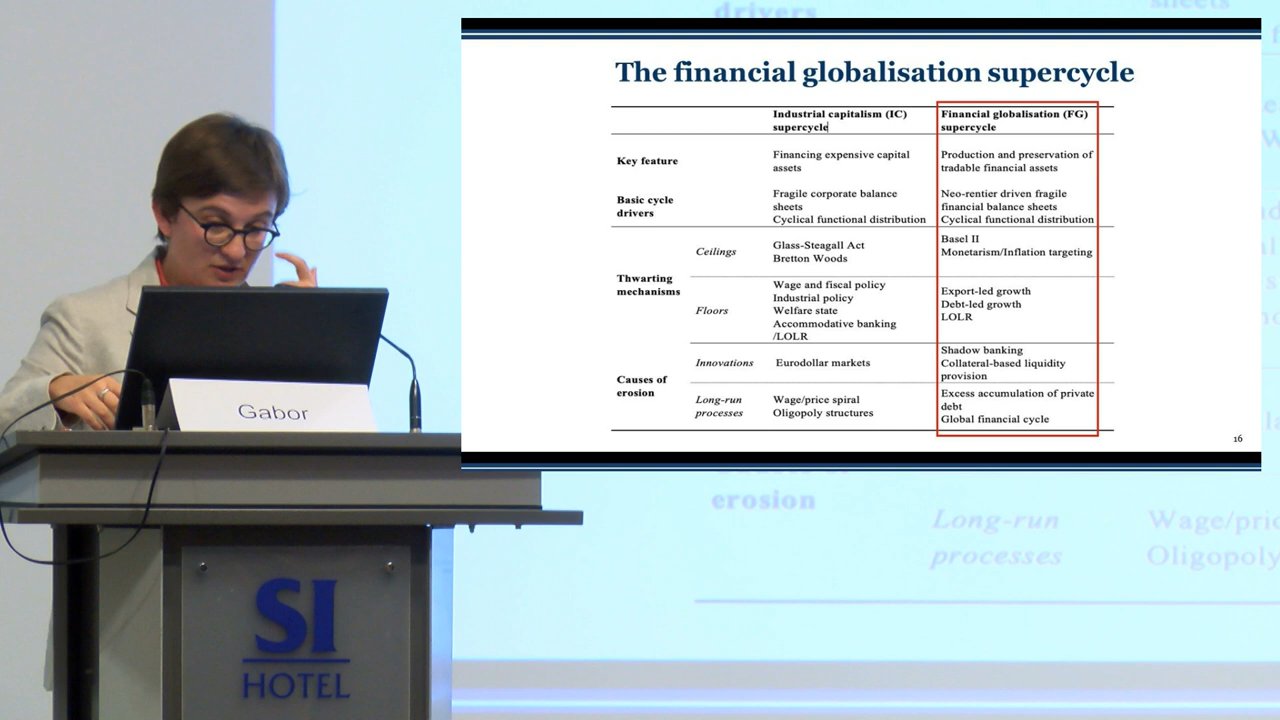 drivers
sheets
The financial globalisation supercycle
Industrial capitalism (IC)
supercycle
Financial globalisation (FG)
supercycle
Key feature
Financing expensive capital
assets
Production and preservation of
tradable financial assets
Basic cycle
drivers
Fragile corporate balance
sheets
Cyclical functional distribution
Neo-rentier driven fragile
financial balance sheets
Cyclical functional distribution
Thwarting
mechanisms
Ceilings
Glass-Steagall Act
Bretton Woods
Basel II
Monetarism/Inflation targeting
Floors
Wage and fiscal policy
Industrial policy
Welfare state
Accommodative banking
/LOLR
Export-led growth
Debt-led growth
LOLR
Causes of
erosion
Innovations
Eurodollar markets
Shadow banking
Collateral-based liquidity
provision
Long-run
processes
Wage/price spiral
Oligopoly structures
Excess accumulation of private
debt
Global financial cycle
16
Gabor
erosion
Long-run
processes
Wage/pric
Oligopoly
SI
HOTEL